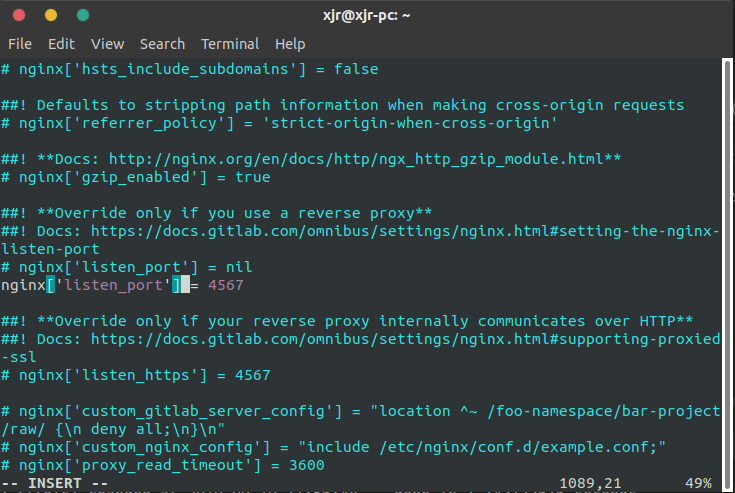 xjr@xjr-pc: ~
File Edit View Search Terminal Help
# nginx['hsts_include_subdomains'] = false
##! Defaults to stripping path information when making cross-origin requests
# nginx['referrer_policy'] = 'strict-origin-when-cross-origin'
##! **Docs: http://nginx.org/en/docs/http/ngx_http_gzip_module.html**
# nginx['gzip_enabled'] = true
##! **Override only if you use a reverse proxy**
##! Docs: https://docs.gitlab.com/omnibus/settings/nginx.html#setting-the-nginx-
listen-port
# nginx['listen_port'] = nil
nginx['listen_port'] = 4567
##! **Override only if your reverse proxy internally communicates over HTTP**
##! Docs: https://docs.gitlab.com/omnibus/settings/nginx.html#supporting-proxied
-ssl
# nginx['listen_https'] = 4567
# nginx['custom_gitlab_server_config'] = "location ^~ /foo-namespace/bar-project
/raw/ {\n deny all;\n}\n"
# nginx['custom_nginx_config'] = "include /etc/nginx/conf.d/example.conf;"
# nginx['proxy_read_timeout'] = 3600
-- INSERT -- 1089,21 49%